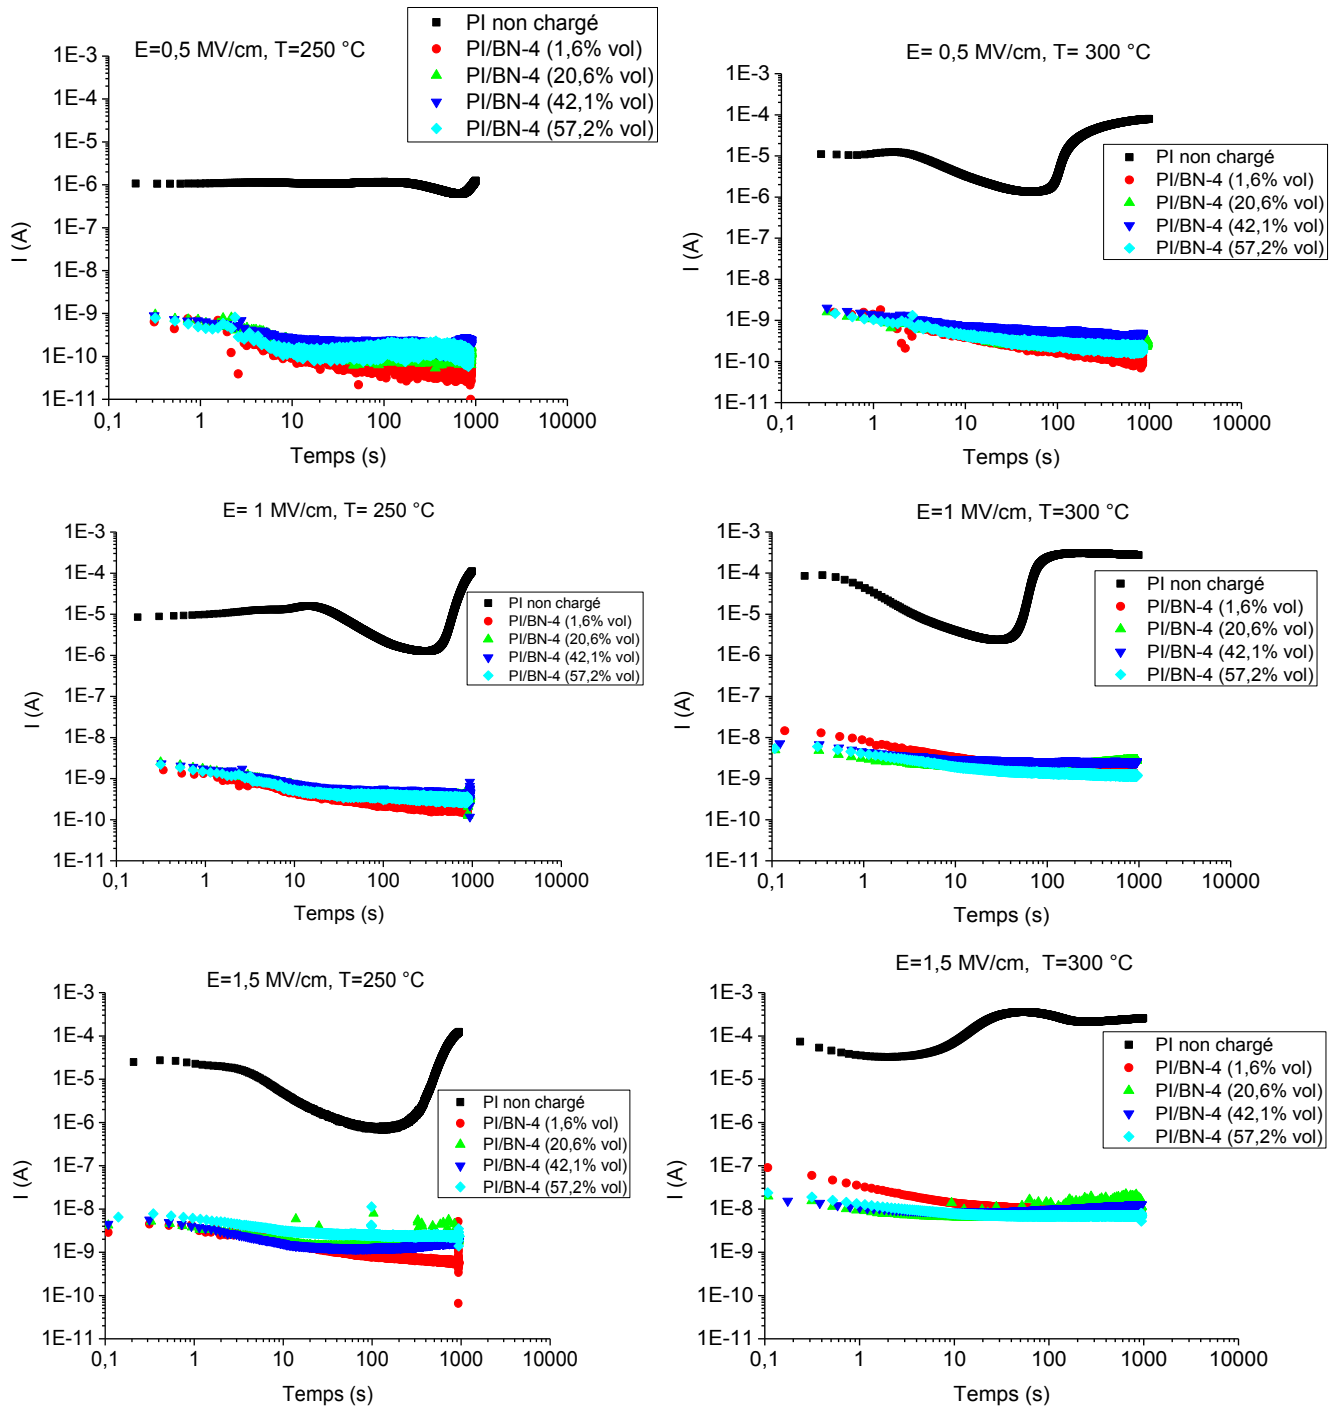 E=0,5 MV/cm, T=250 °C
PI non chargé
PI/BN-4 (1,6% vol)
PI/BN-4 (20,6% vol)
PI/BN-4 (42,1% vol)
PI/BN-4 (57,2% vol)
1E-3
1E-4
1E-5
1E-6
1E-7
1E-8
1E-9
1E-10
1E-11
I (A)
0,1
1
10
100
1000
10000
Temps (s)
E= 0,5 MV/cm, T= 300 °C
PI non chargé
PI/BN-4 (1,6% vol)
PI/BN-4 (20,6% vol)
PI/BN-4 (42,1% vol)
PI/BN-4 (57,2% vol)
1E-3
1E-4
1E-5
1E-6
1E-7
1E-8
1E-9
1E-10
1E-11
I (A)
0,1
1
10
100
1000
10000
Temps (s)
E= 1 MV/cm, T= 250 °C
PI non chargé
PI/BN-4 (1,6% vol)
PI/BN-4 (20,6% vol)
PI/BN-4 (42,1% vol)
PI/BN-4 (57,2% vol)
1E-3
1E-4
1E-5
1E-6
1E-7
1E-8
1E-9
1E-10
1E-11
I (A)
0,1
1
10
100
1000
10000
Temps (s)
E=1 MV/cm, T=300 °C
PI non chargé
PI/BN-4 (1,6% vol)
PI/BN-4 (20,6% vol)
PI/BN-4 (42,1% vol)
PI/BN-4 (57,2% vol)
1E-3
1E-4
1E-5
1E-6
1E-7
1E-8
1E-9
1E-10
1E-11
I (A)
0,1
1
10
100
1000
10000
Temps (s)
E=1,5 MV/cm, T=250 °C
PI non chargé
PI/BN-4 (1,6% vol)
PI/BN-4 (20,6% vol)
PI/BN-4 (42,1% vol)
PI/BN-4 (57,2% vol)
1E-3
1E-4
1E-5
1E-6
1E-7
1E-8
1E-9
1E-10
1E-11
I (A)
0,1
1
10
100
1000
10000
Temps (s)
E=1,5 MV/cm, T=300 °C
PI non chargé
PI/BN-4 (1,6% vol)
PI/BN-4 (20,6% vol)
PI/BN-4 (42,1% vol)
PI/BN-4 (57,2% vol)
1E-3
1E-4
1E-5
1E-6
1E-7
1E-8
1E-9
1E-10
1E-11
I (A)
0,1
1
10
100
1000
10000
Temps (s)